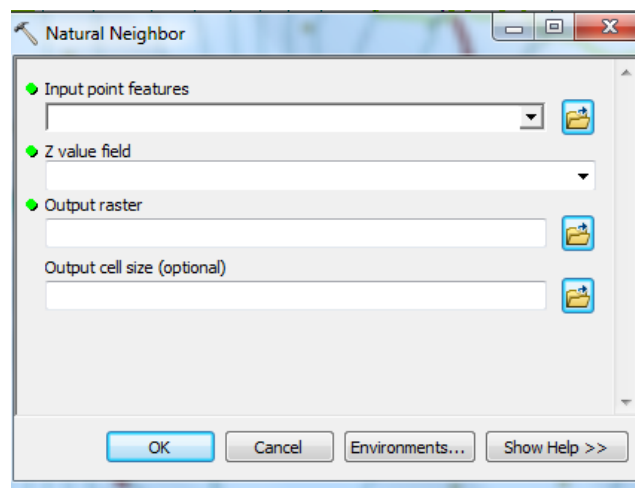 Natural Neighbor
Input point features
Z value field
Output raster
Output cell size (optional)
OK Cancel Environments... Show Help >>